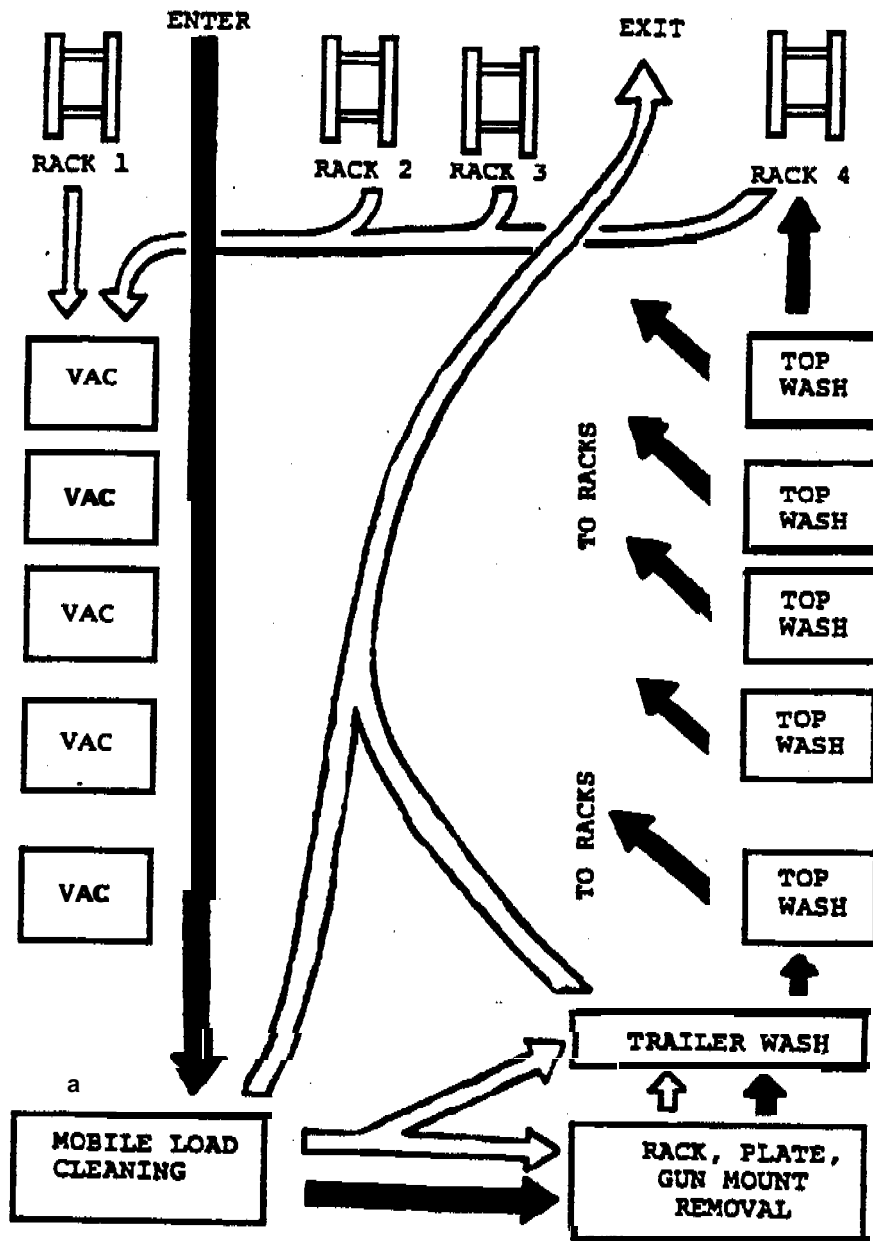 ENTER
EXIT
RACK 1
RACK 2
RACK 3
RACK 4
VAC
VAC
VAC
VAC
VAC
TO RACKS
TO RACKS
TOP
WASH
TOP
WASH
TOP
WASH
TOP
WASH
TOP
WASH
TRAILER WASH
a
MOBILE LOAD
CLEANING
RACK, PLATE,
GUN MOUNT
REMOVAL